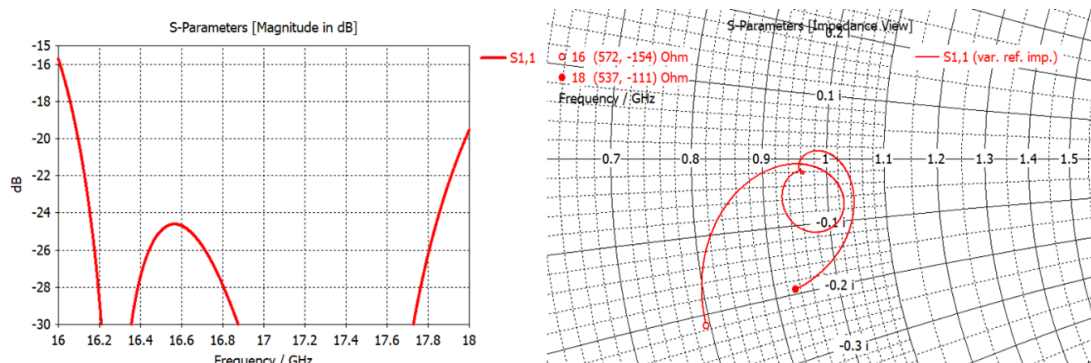 S-Parameters [Magnitude in dB]
-15
-16
-18
-20
-22
-24
-26
-28
-30
dB
16 16.2 16.4 16.6 16.8 17 17.2 17.4 17.6 17.8 18
Frequency / GHz
S1,1
S-Parameters [Impedance View]
16 (572, -154) Ohm
18 (537, -111) Ohm
Frequency / GHz
S1,1 (var. ref. imp.)
0.2 i
0.1 i
0.7 0.8 0.9 1 1.1 1.2 1.3 1.4 1.5
-0.1 i
-0.2 i
-0.3 i